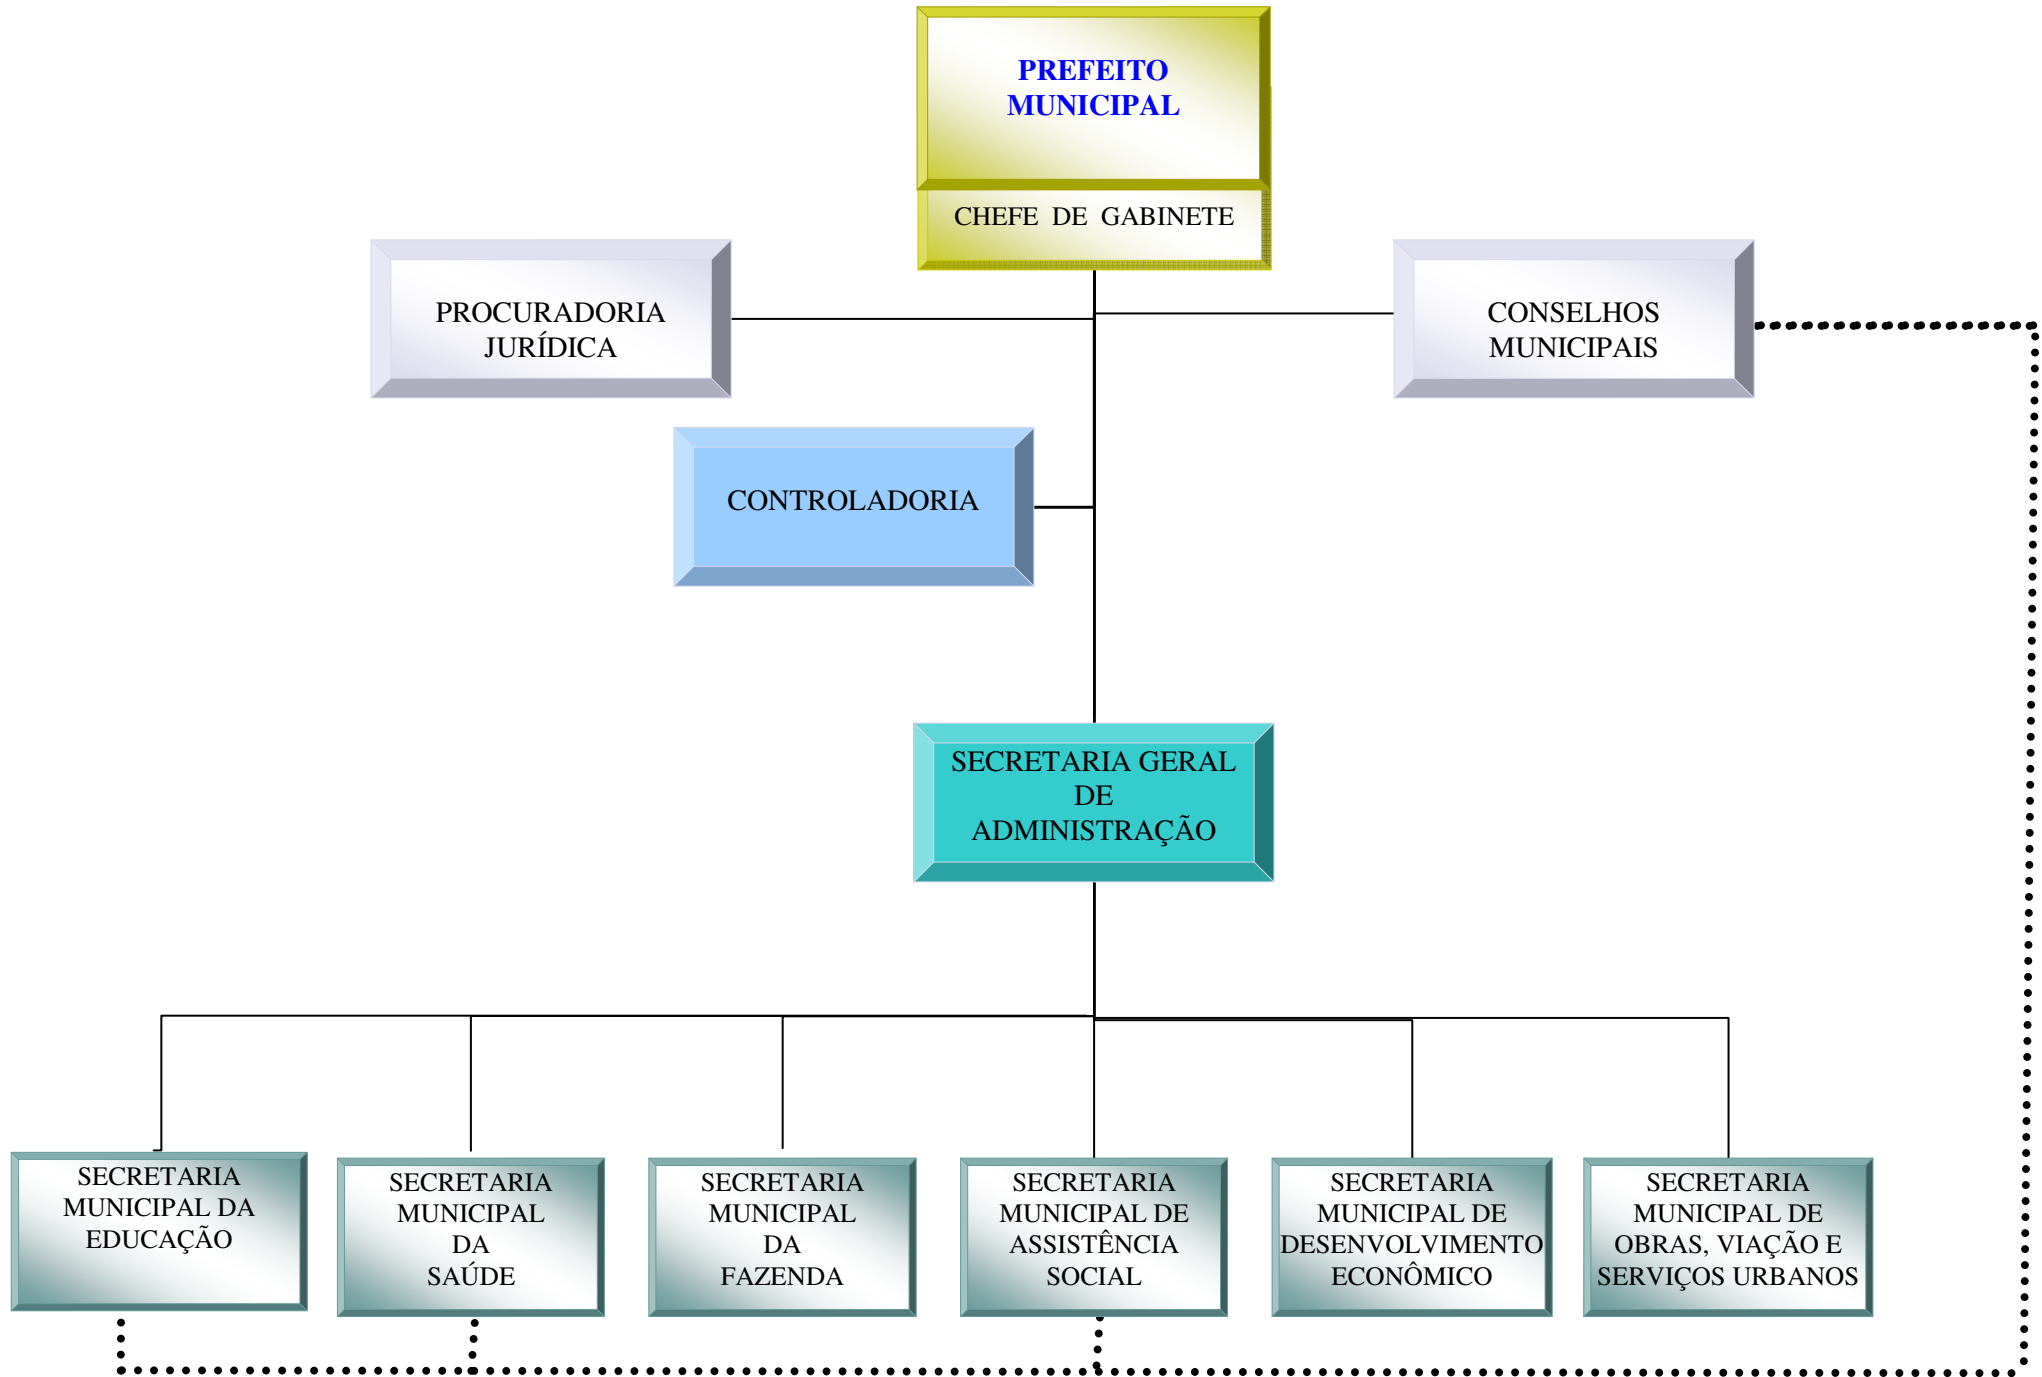 PREFEITO
MUNICIPAL
CHEFE DE GABINETE
PROCURADORIA
JURÍDICA
CONSELHOS
MUNICIPAIS
CONTROLADORIA
SECRETARIA GERAL
DE
ADMINISTRAÇÃO
SECRETARIA
MUNICIPAL DA
EDUCAÇÃO
SECRETARIA
MUNICIPAL
DA
SAÚDE
SECRETARIA
MUNICIPAL
DA
FAZENDA
SECRETARIA
MUNICIPAL DE
ASSISTÊNCIA
SOCIAL
SECRETARIA
MUNICIPAL DE
DESENVOLVIMENTO
ECONÔMICO
SECRETARIA
MUNICIPAL DE
OBRAS, VIAÇÃO E
SERVIÇOS URBANOS